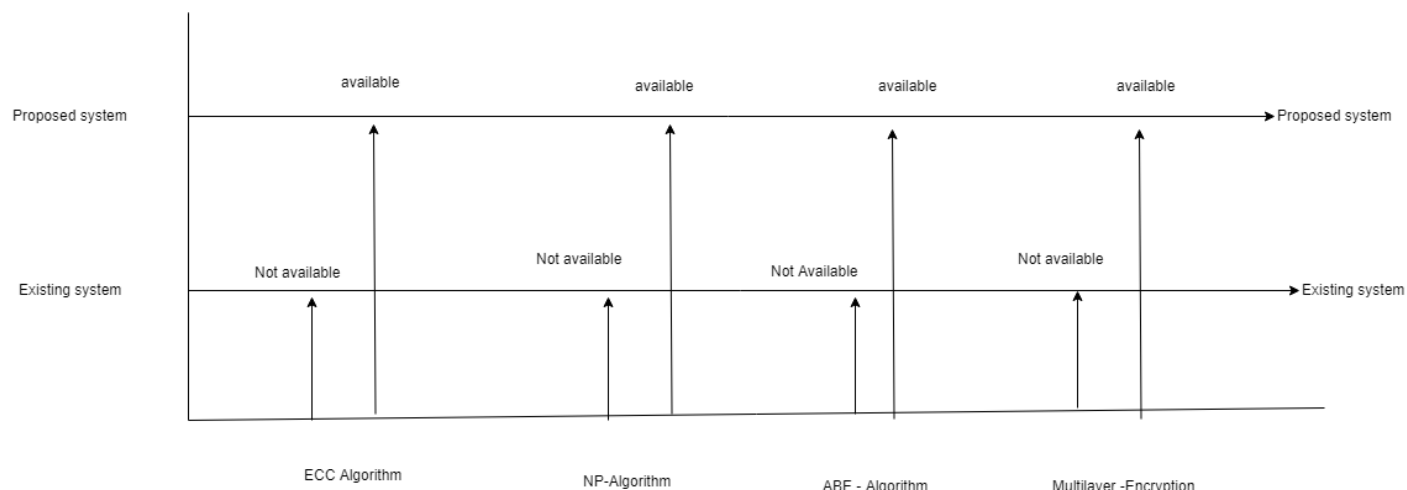 available
available
available
available
Proposed system
Proposed system
Not available
Not available
Not Available
Not available
Existing system
Existing system
ECC Algorithm
NP-Algorithm
ABE - Algorithm
Multilayer -Encryption